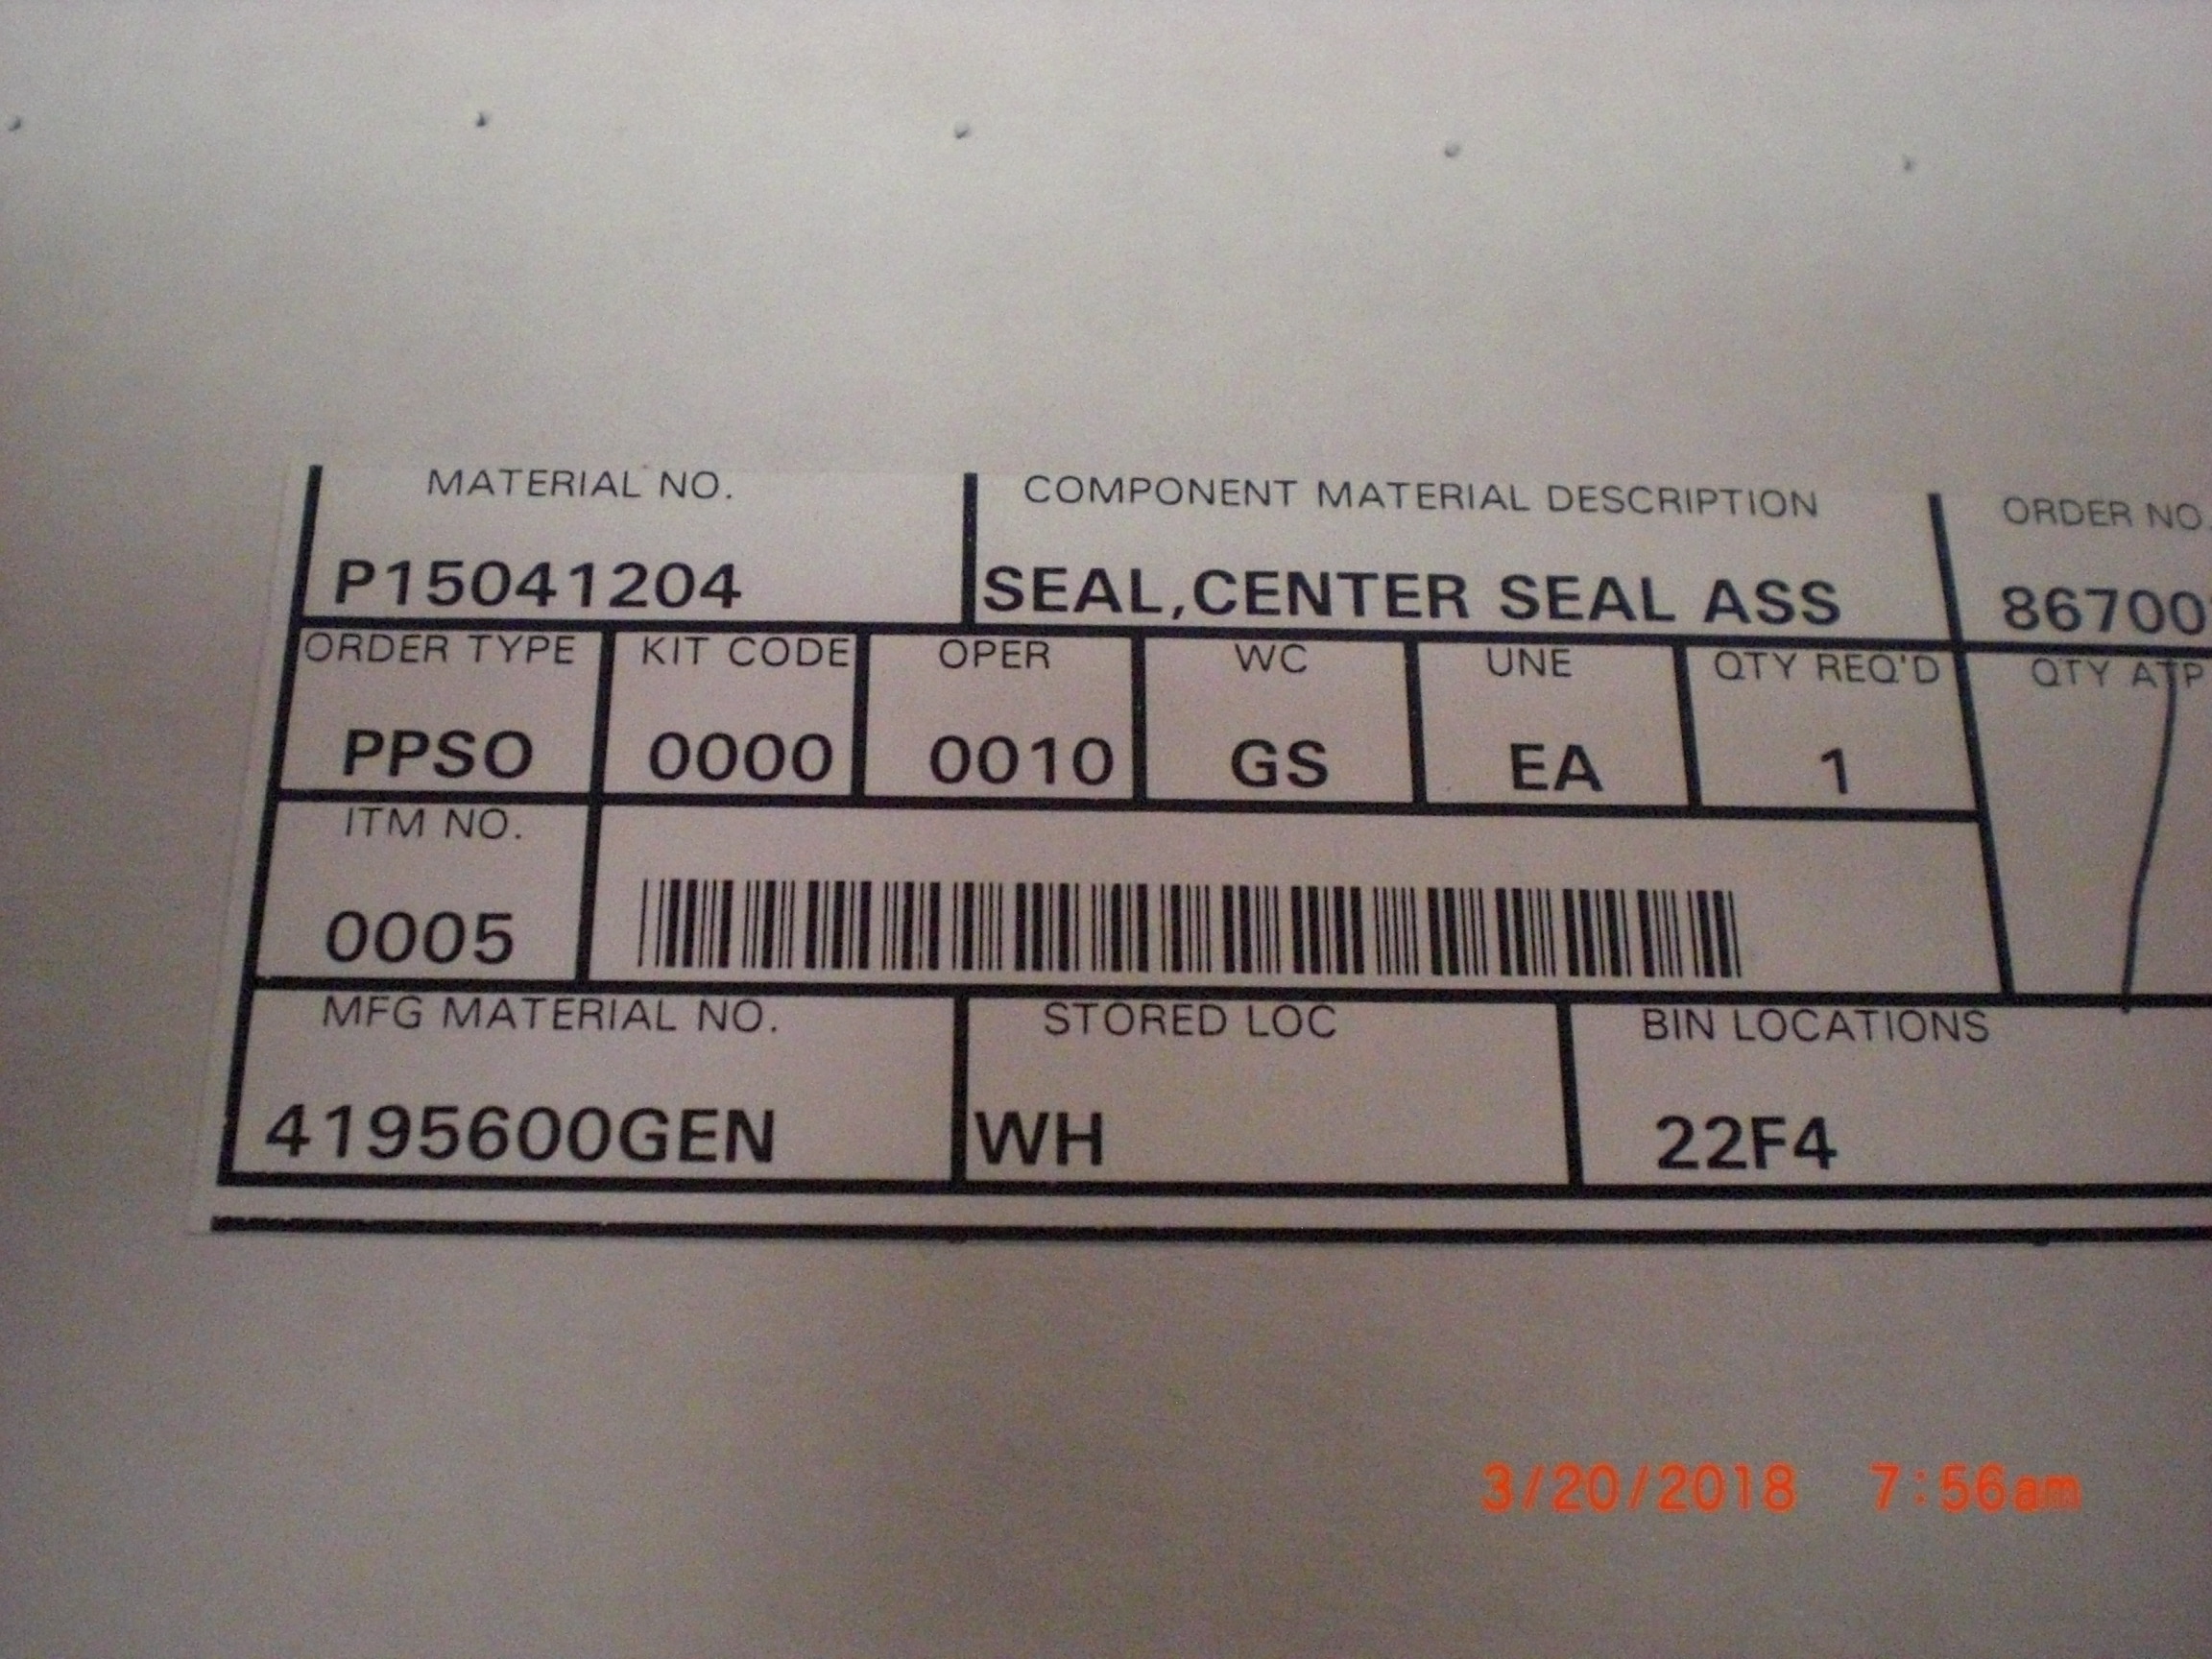 MATERIAL NO. COMPONENT MATERIAL DESCRIPTION ORDER NO.
P15041204 SEAL,CENTER SEAL ASS 86700
ORDER TYPE KIT CODE OPER WC UNE QTY REQ'D QTY ATP
PPSO 0000 0010 GS EA 1
ITM NO.
0005
MFG MATERIAL NO. STORED LOC BIN LOCATIONS
4195600GEN WH 22F4
3/20/2018 7:56am